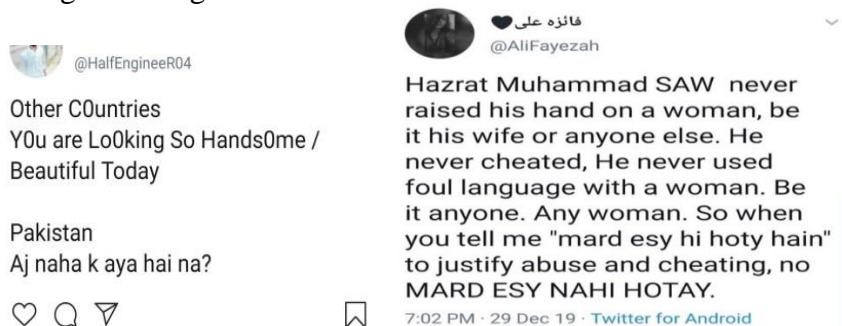 @HalfEngineeR04
Other C0untries
Y0u are Lo0king So Hands0me /
Beautiful Today
Pakistan
Aj naha k aya hai na?
فائزه علی🖤
@AliFayezah
Hazrat Muhammad SAW never
raised his hand on a woman, be
it his wife or anyone else. He
never cheated, He never used
foul language with a woman. Be
it anyone. Any woman. So when
you tell me "mard esy hi hoty hain"
to justify abuse and cheating, no
MARD ESY NAHI HOTAY.
7:02 PM · 29 Dec 19 · Twitter for Android